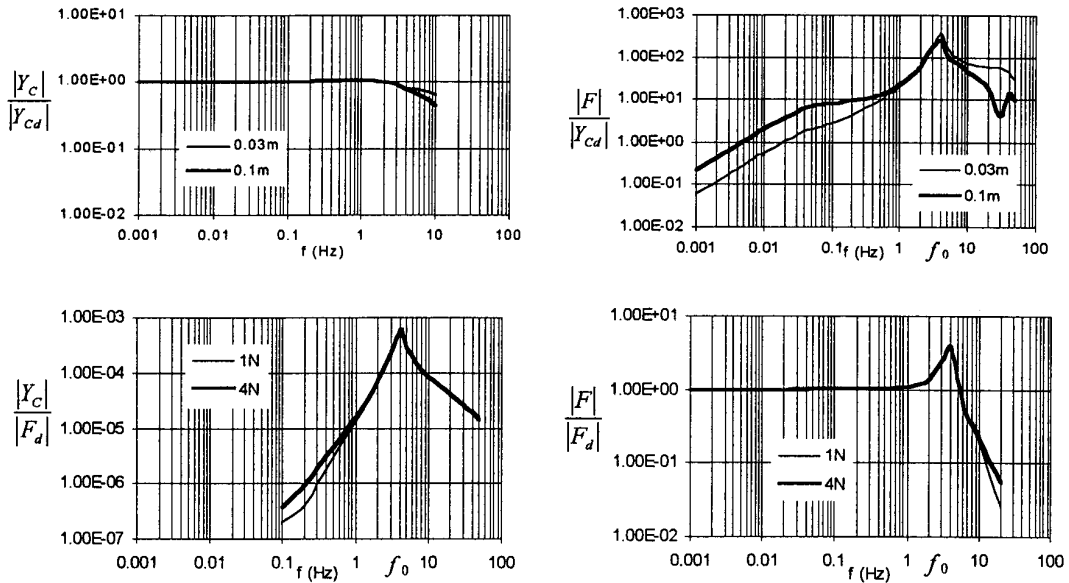 1.00E+01
1.00E+00
1.00E-01
1.00E-02
|Y_C|
|Y_Cd|
0.03m
0.1m
0.001 0.01 0.1 1 10 100
f (Hz)
1.00E+03
1.00E+02
1.00E+01
1.00E+00
1.00E-01
1.00E-02
|F|
|Y_Cd|
0.03m
0.1m
0.001 0.01 0.1 1 10 100
f (Hz) f_0
1.00E-03
1.00E-04
1.00E-05
1.00E-06
1.00E-07
|Y_C|
|F_d|
1N
4N
0.001 0.01 0.1 1 10 100
f (Hz) f_0
1.00E+01
1.00E+00
1.00E-01
1.00E-02
|F|
|F_d|
1N
4N
0.001 0.01 0.1 1 10 100
f (Hz) f_0